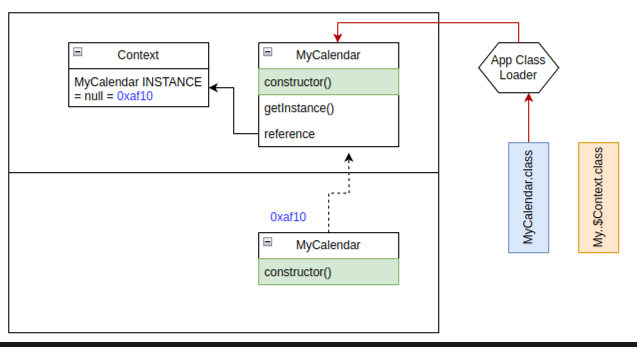 Context
MyCalendar INSTANCE
= null = 0xaf10
MyCalendar
constructor()
getInstance()
reference
App Class
Loader
MyCalendar.class
My..$Context.class
0xaf10
MyCalendar
constructor()